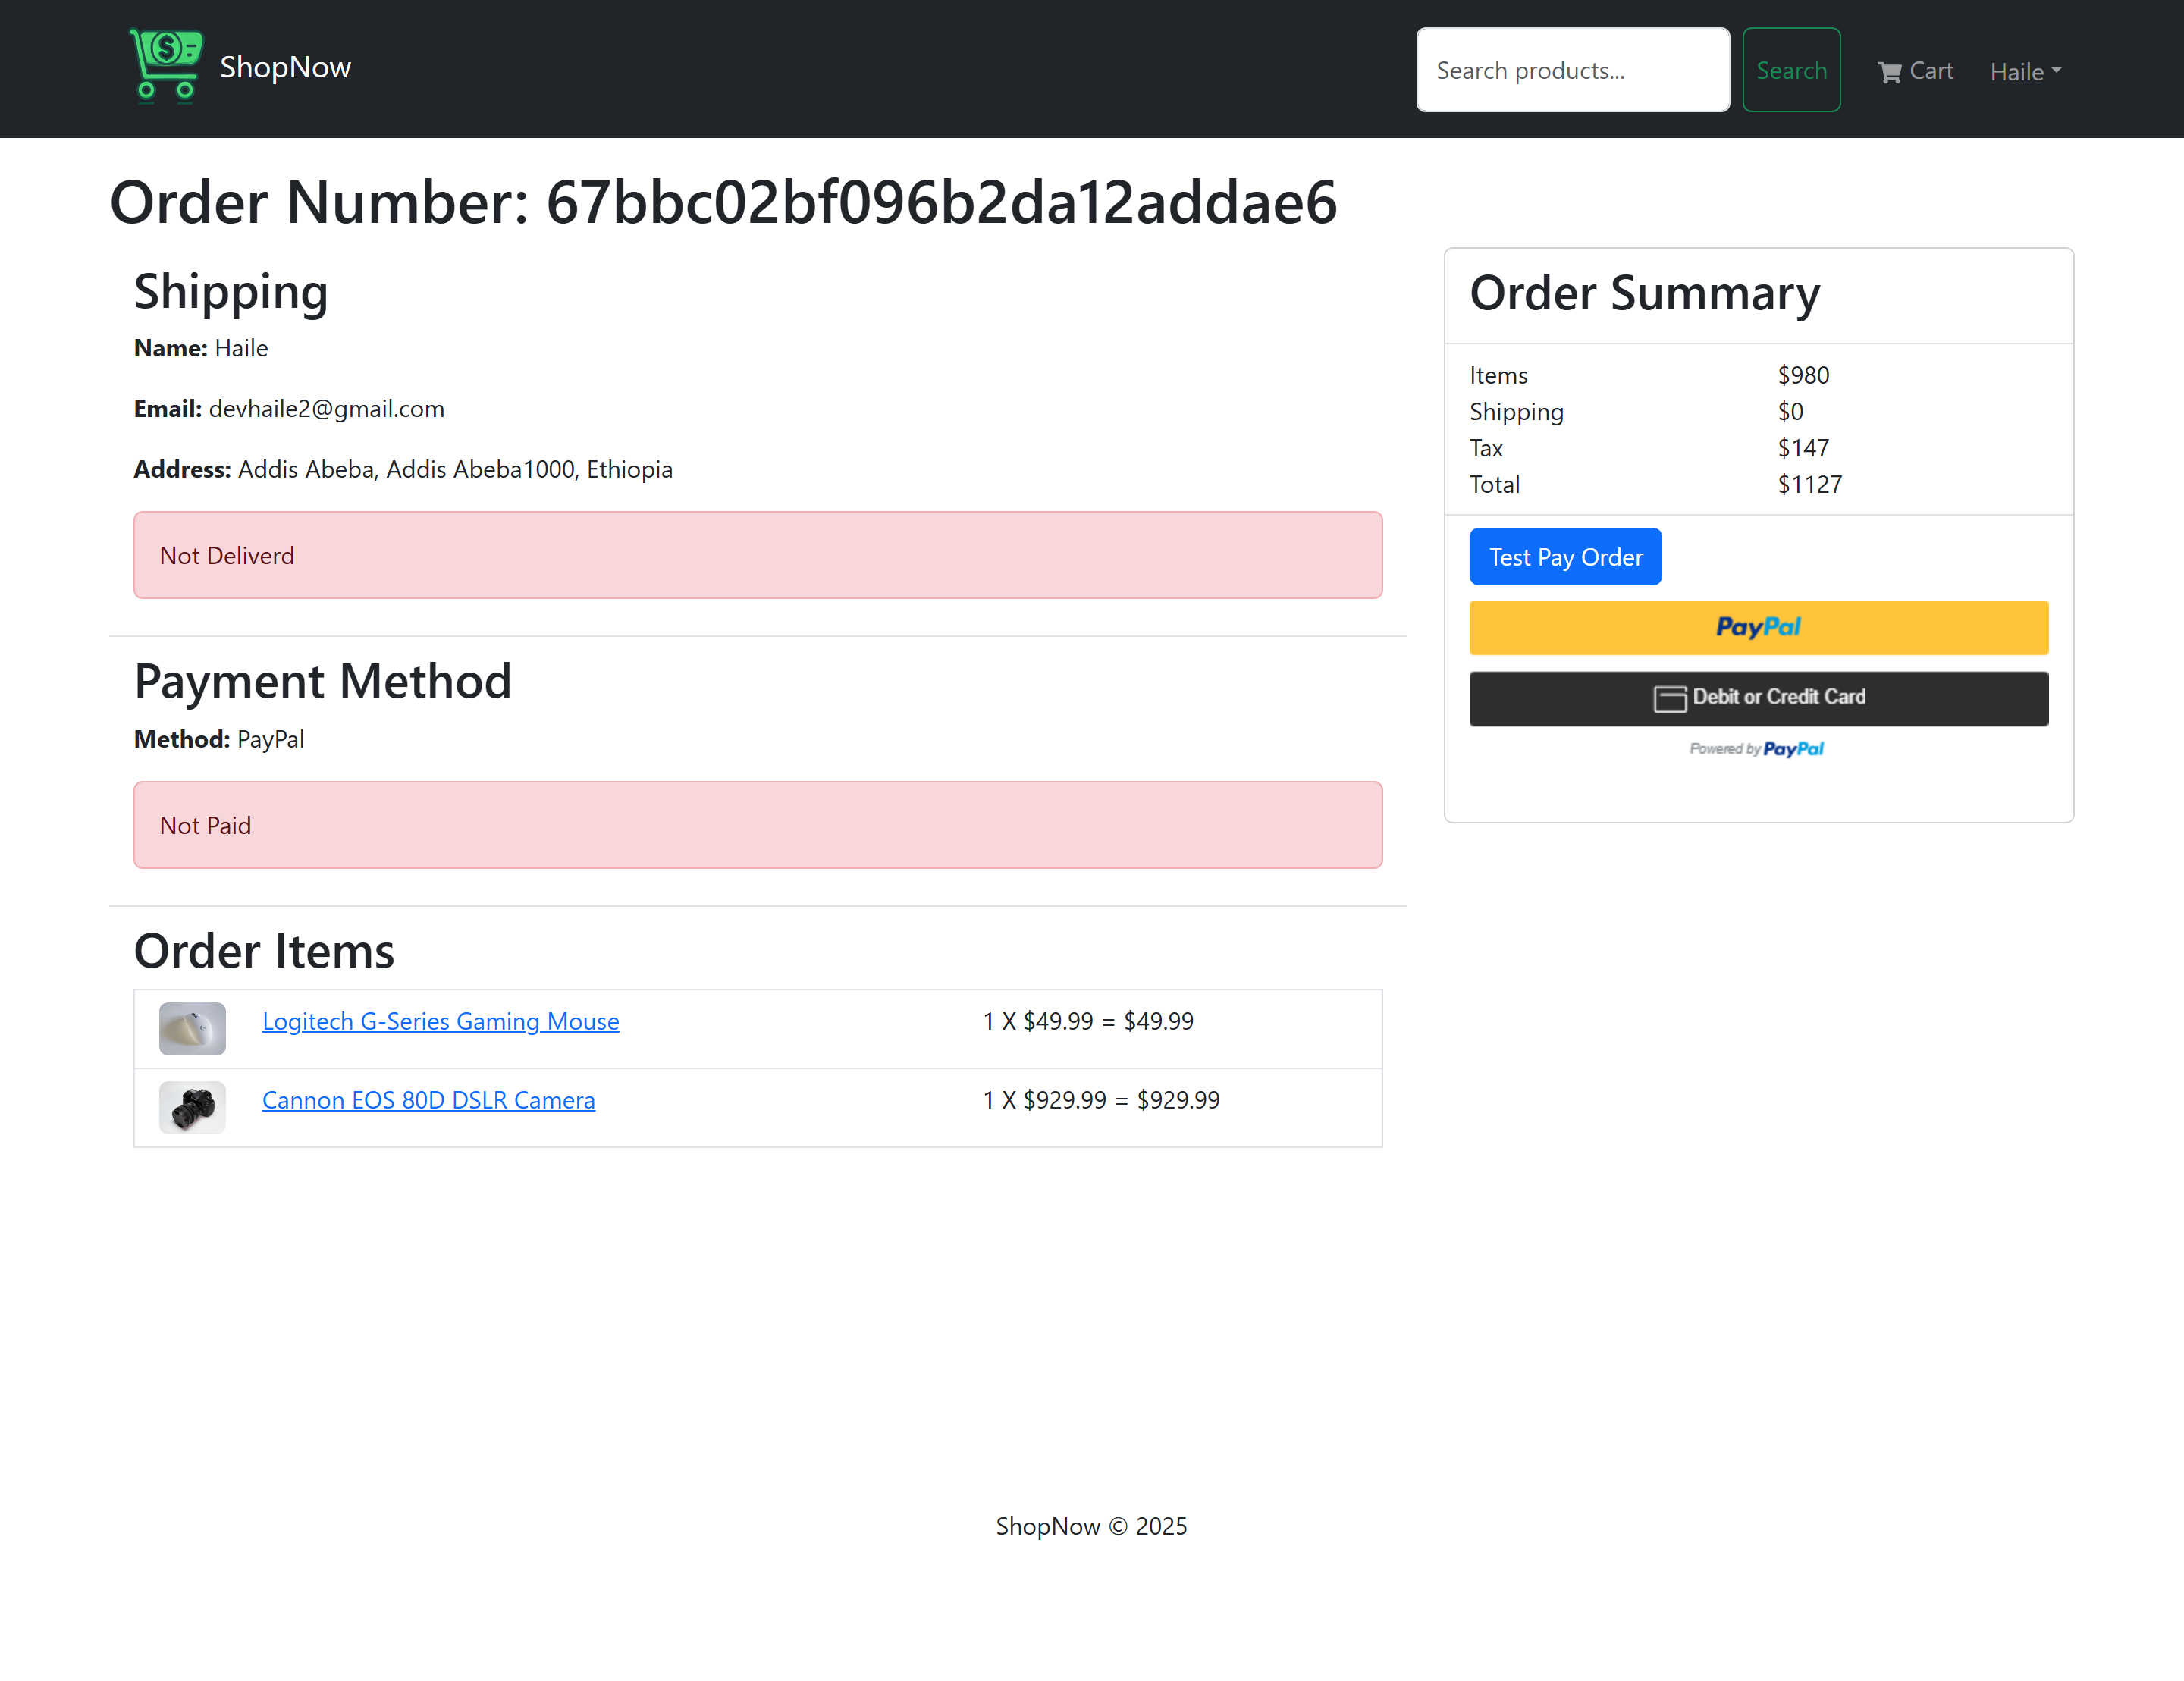 ShopNow
Search products...
Search
Cart
Haile
Order Number: 67bbc02bf096b2da12addae6
Shipping
Name: Haile
Email: devhaile2@gmail.com
Address: Addis Abeba, Addis Abeba1000, Ethiopia
Not Deliverd
Payment Method
Method: PayPal
Not Paid
Order Items
Logitech G-Series Gaming Mouse 1 X $49.99 = $49.99
Cannon EOS 80D DSLR Camera 1 X $929.99 = $929.99
Order Summary
Items $980
Shipping $0
Tax $147
Total $1127
Test Pay Order
PayPal
Debit or Credit Card
Powered by PayPal
ShopNow © 2025